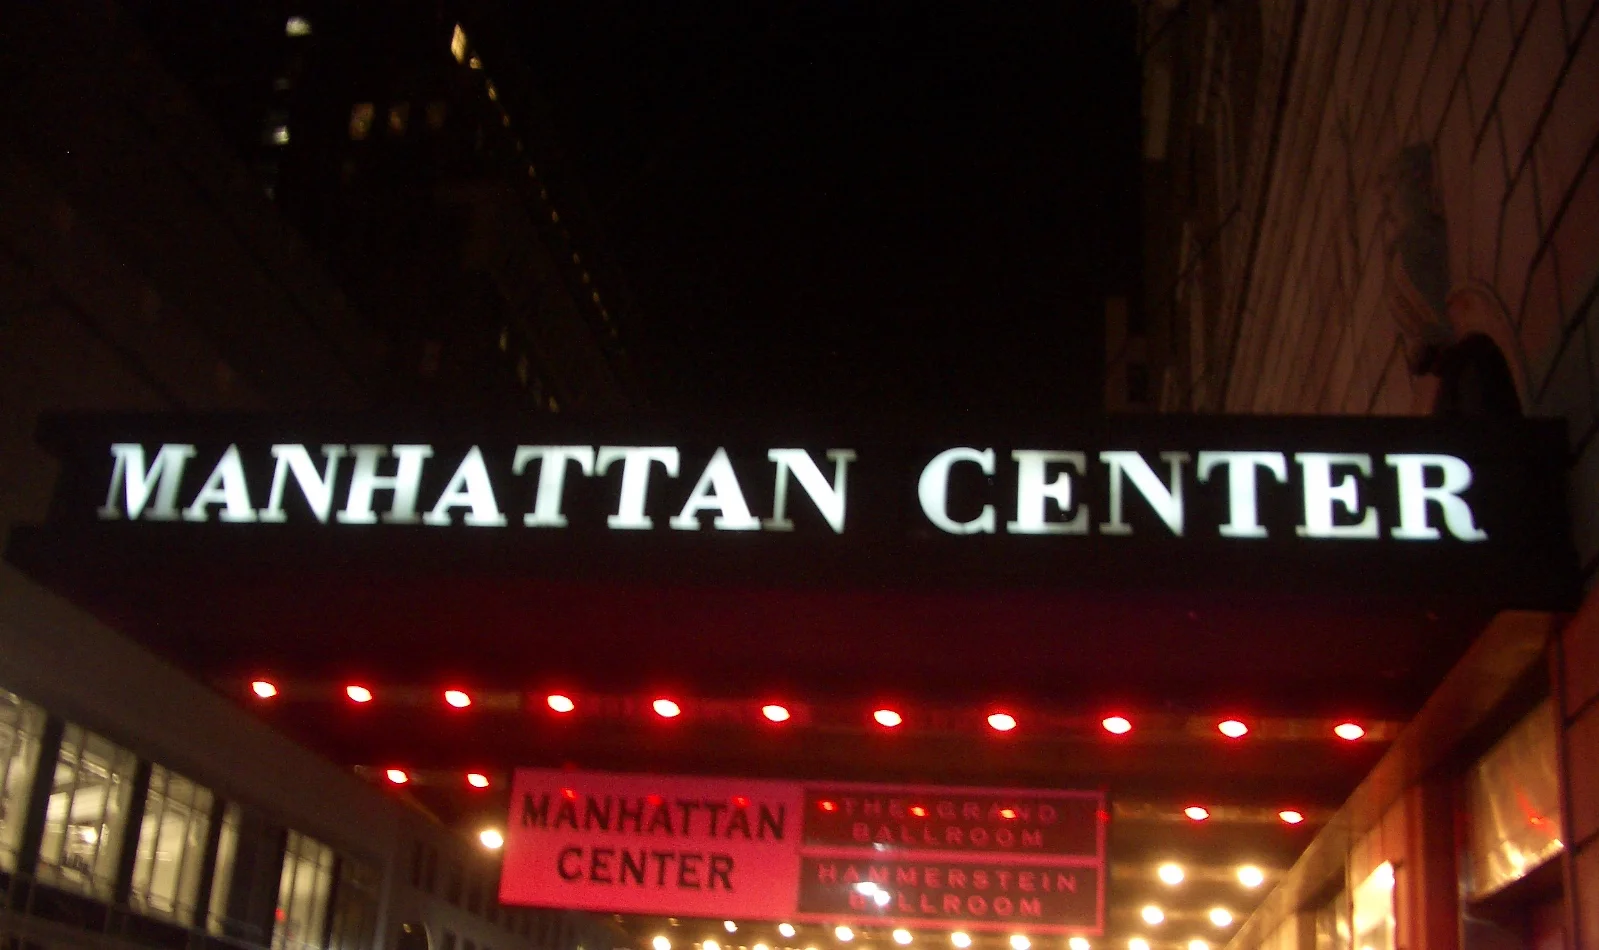 MANHATTAN CENTER
MANHATTAN
CENTER
THE GRAND
BALLROOM
HAMMERSTEIN
BALLROOM